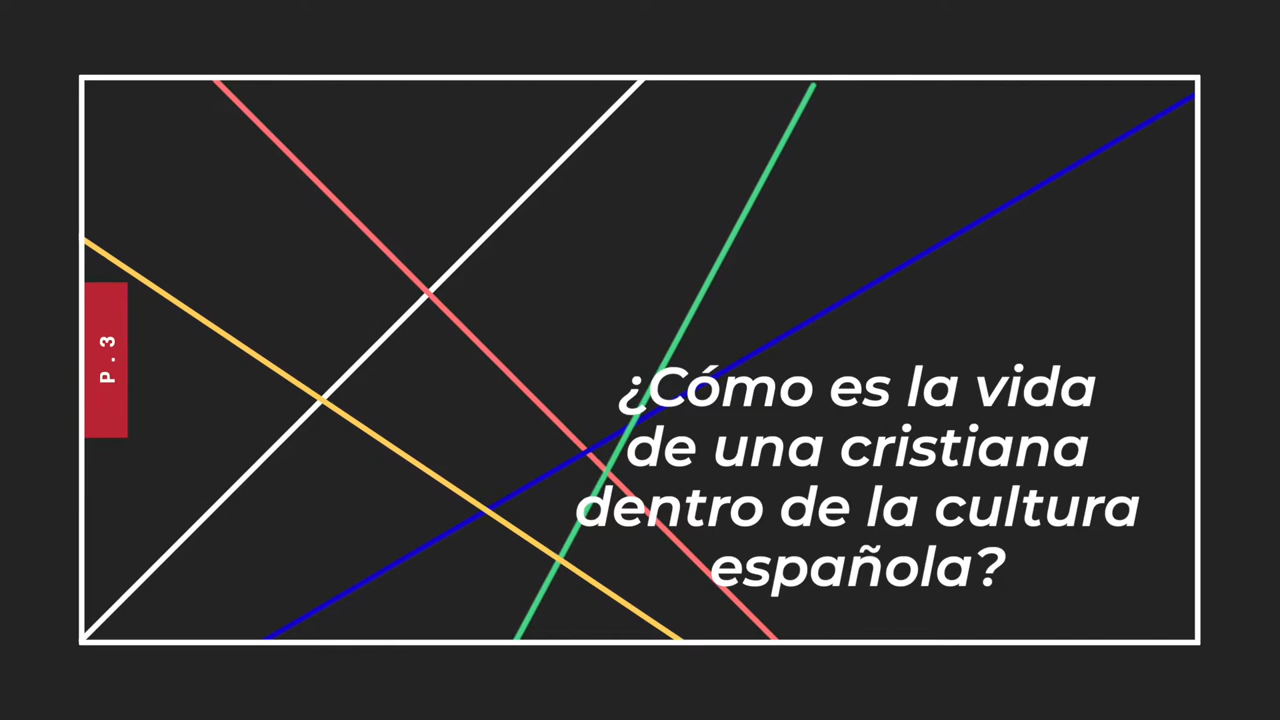 P.3
¿Cómo es la vida
de una cristiana
dentro de la cultura
española?